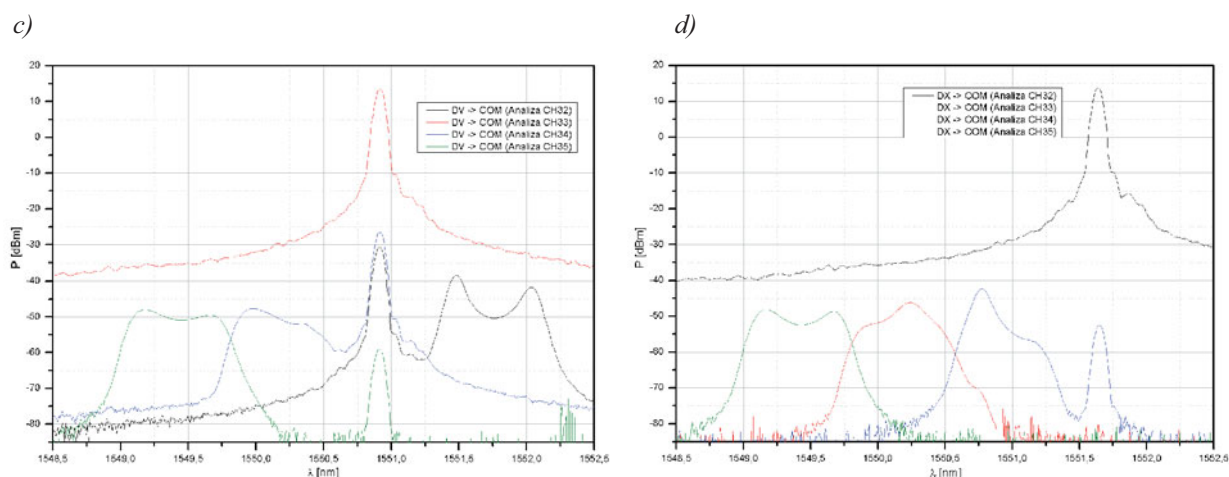 c)
20
10
0
-10
-20
-30
-40
-50
-60
-70
-80
P [dBm]
DV -> COM (Analiza CH32)
DV -> COM (Analiza CH33)
DV -> COM (Analiza CH34)
DV -> COM (Analiza CH35)
1548,5 1549,0 1549,5 1550,0 1550,5 1551,0 1551,5 1552,0 1552,5
λ [nm]
d)
20
10
0
-10
-20
-30
-40
-50
-60
-70
-80
P [dBm]
DX -> COM (Analiza CH32)
DX -> COM (Analiza CH33)
DX -> COM (Analiza CH34)
DX -> COM (Analiza CH35)
1548,5 1549,0 1549,5 1550,0 1550,5 1551,0 1551,5 1552,0 1552,5
λ [nm]